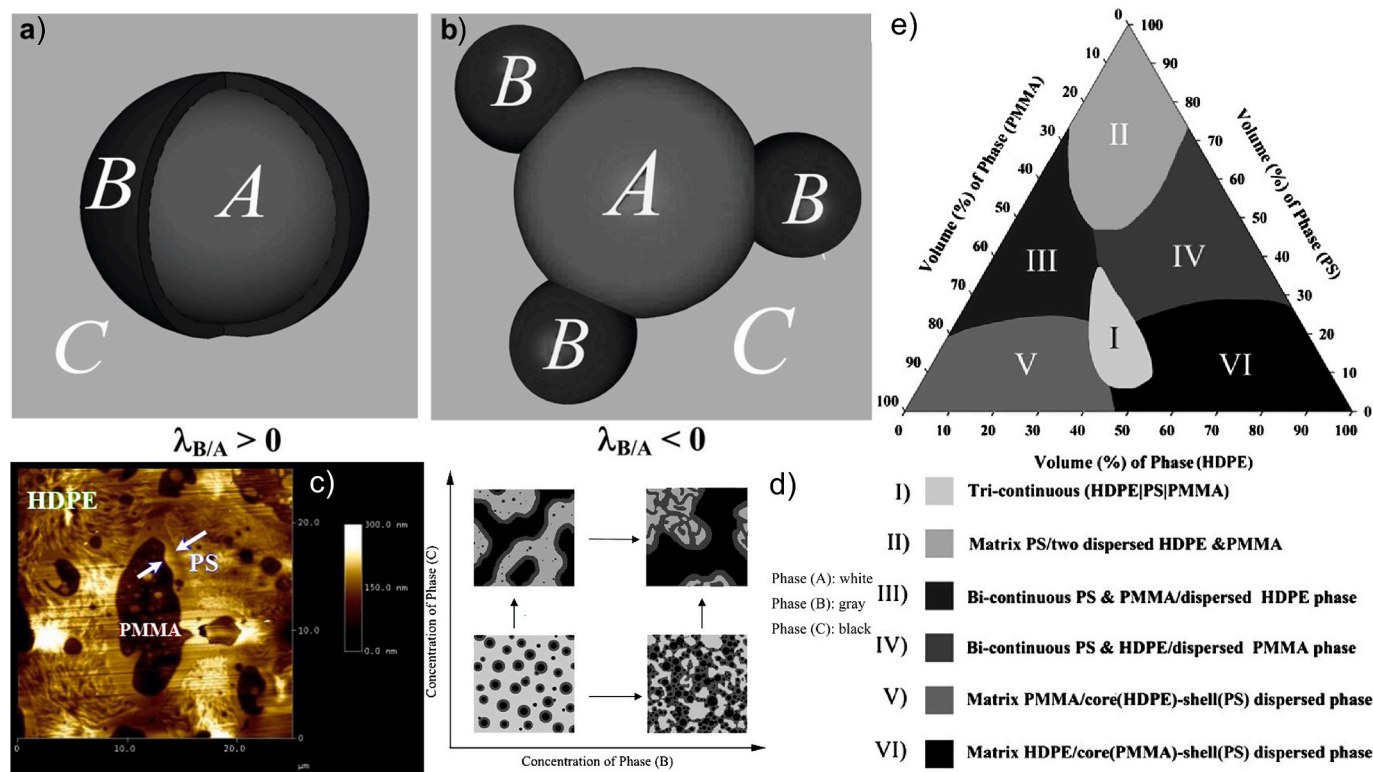 a)
B
A
C
λB/A > 0
b)
B
A
B
B
C
λB/A < 0
c)
HDPE
PS
PMMA
300.0 nm
150.0 nm
0.0 nm
20.0
10.0
0
0
10.0
20.0
µm
d)
Concentration of Phase (C)
Concentration of Phase (B)
Phase (A): white
Phase (B): gray
Phase (C): black
e)
Volume (%) of Phase (PMMA)
0
10
20
30
40
50
60
70
80
90
100
Volume (%) of Phase (PS)
100
90
80
70
60
50
40
30
20
10
0
II
III
IV
I
V
VI
0
10
20
30
40
50
60
70
80
90
100
Volume (%) of Phase (HDPE)
I) Tri-continuous (HDPE|PS|PMMA)
II) Matrix PS/two dispersed HDPE &PMMA
III) Bi-continuous PS & PMMA/dispersed HDPE phase
IV) Bi-continuous PS & HDPE/dispersed PMMA phase
V) Matrix PMMA/core(HDPE)-shell(PS) dispersed phase
VI) Matrix HDPE/core(PMMA)-shell(PS) dispersed phase